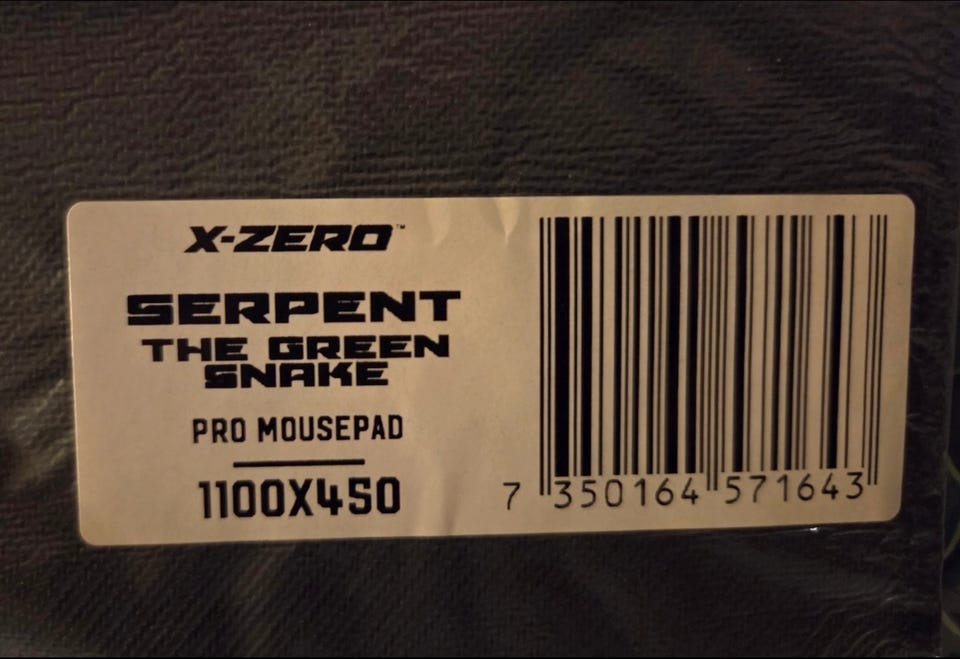 X-ZERO™
SERPENT
THE GREEN
SNAKE
PRO MOUSEPAD
1100X450
7 350164 571643